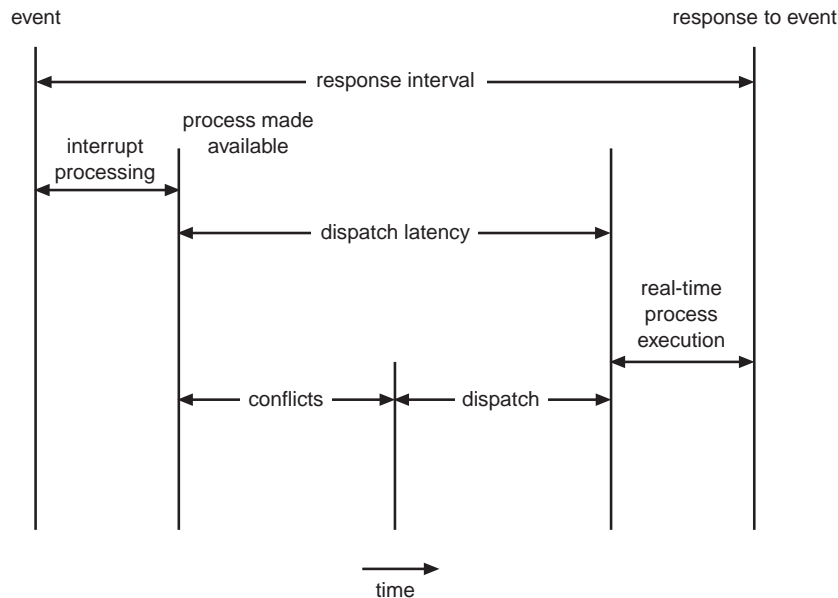 event
response to event
response interval
process made
available
interrupt
processing
dispatch latency
real-time
process
execution
conflicts
dispatch
time